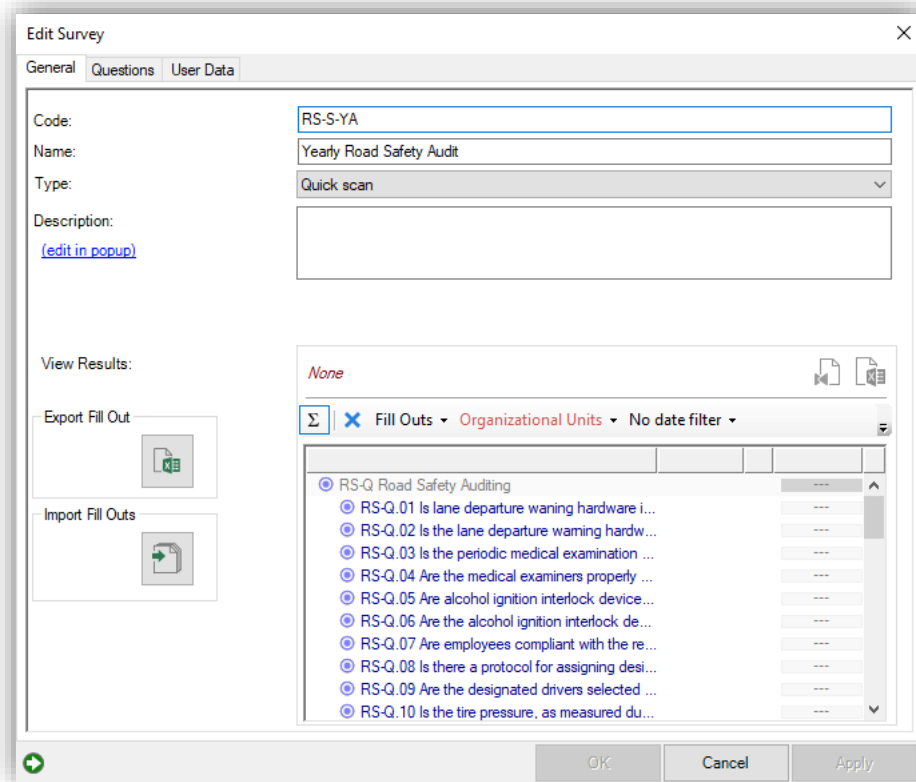 Edit Survey
General Questions User Data
Code: RS-S-YA
Name: Yearly Road Safety Audit
Type: Quick scan
Description:
(edit in popup)
View Results: None
Export Fill Out
Σ Fill Outs Organizational Units No date filter
RS-Q Road Safety Auditing ---
RS-Q.01 Is lane departure waning hardware i... ---
RS-Q.02 Is the lane departure warning hardw... ---
Import Fill Outs
RS-Q.03 Is the periodic medical examination ... ---
RS-Q.04 Are the medical examiners properly ... ---
RS-Q.05 Are alcohol ignition interlock device... ---
RS-Q.06 Are the alcohol ignition interlock de... ---
RS-Q.07 Are employees compliant with the re... ---
RS-Q.08 Is there a protocol for assigning desi... ---
RS-Q.09 Are the designated drivers selected ... ---
RS-Q.10 Is the tire pressure, as measured du... ---
OK Cancel Apply